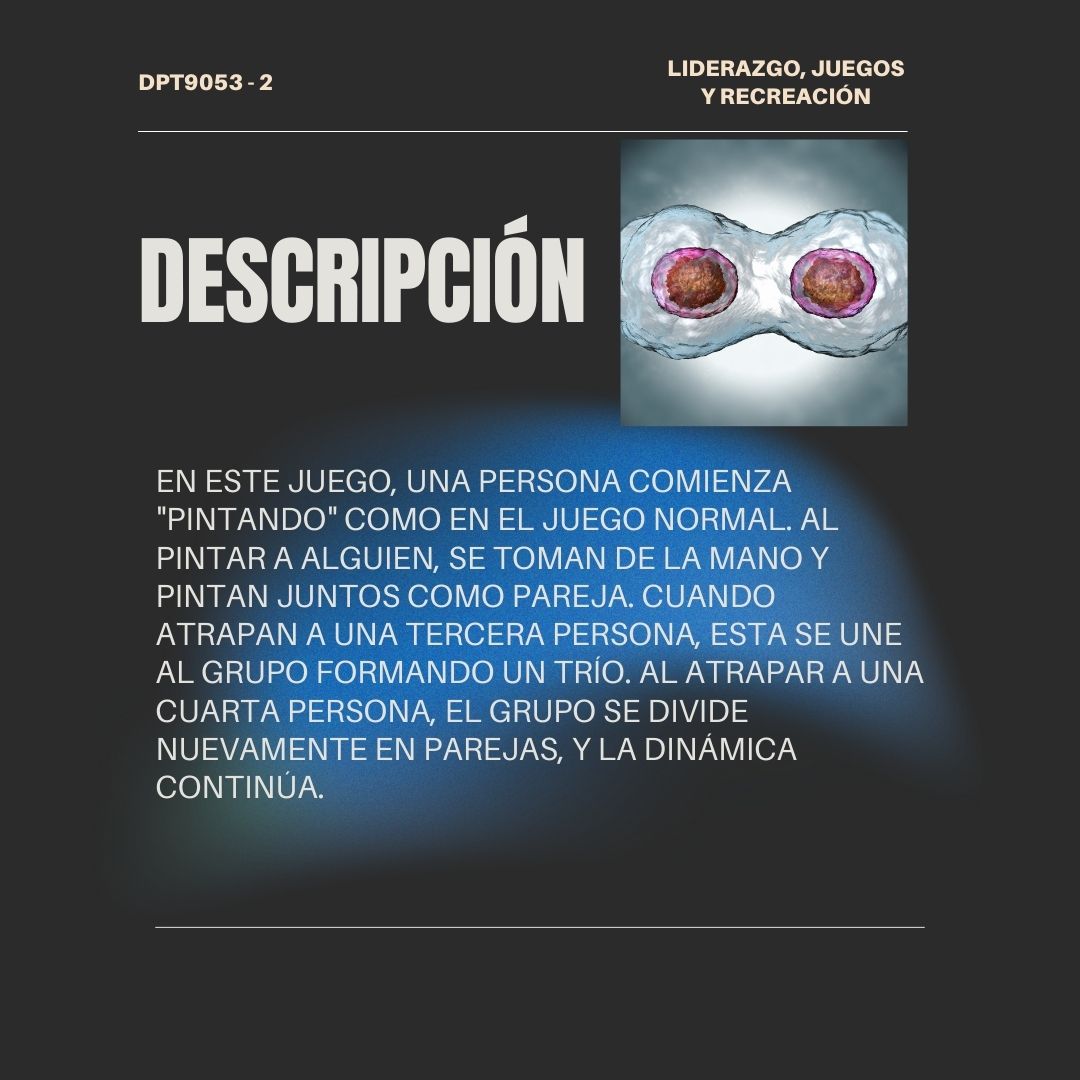 DPT9053 - 2
LIDERAZGO, JUEGOS
Y RECREACIÓN
DESCRIPCIÓN
EN ESTE JUEGO, UNA PERSONA COMIENZA
"PINTANDO" COMO EN EL JUEGO NORMAL. AL
PINTAR A ALGUIEN, SE TOMAN DE LA MANO Y
PINTAN JUNTOS COMO PAREJA. CUANDO
ATRAPAN A UNA TERCERA PERSONA, ESTA SE UNE
AL GRUPO FORMANDO UN TRÍO. AL ATRAPAR A UNA
CUARTA PERSONA, EL GRUPO SE DIVIDE
NUEVAMENTE EN PAREJAS, Y LA DINÁMICA
CONTINÚA.